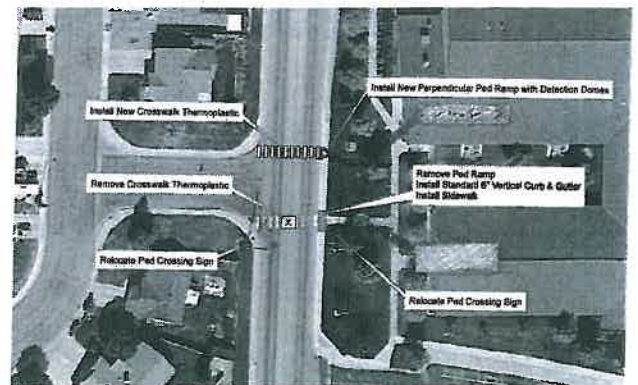 Install New Perpendicular Ped Ramp with Detection Domes
Install New Crosswalk Thermoplastic
Remove Crosswalk Thermoplastic
Remove Ped Ramp
Install Standard 6" Vertical Curb & Gutter
Install Sidewalk
X
Relocate Ped Crossing Sign
Relocate Ped Crossing Sign